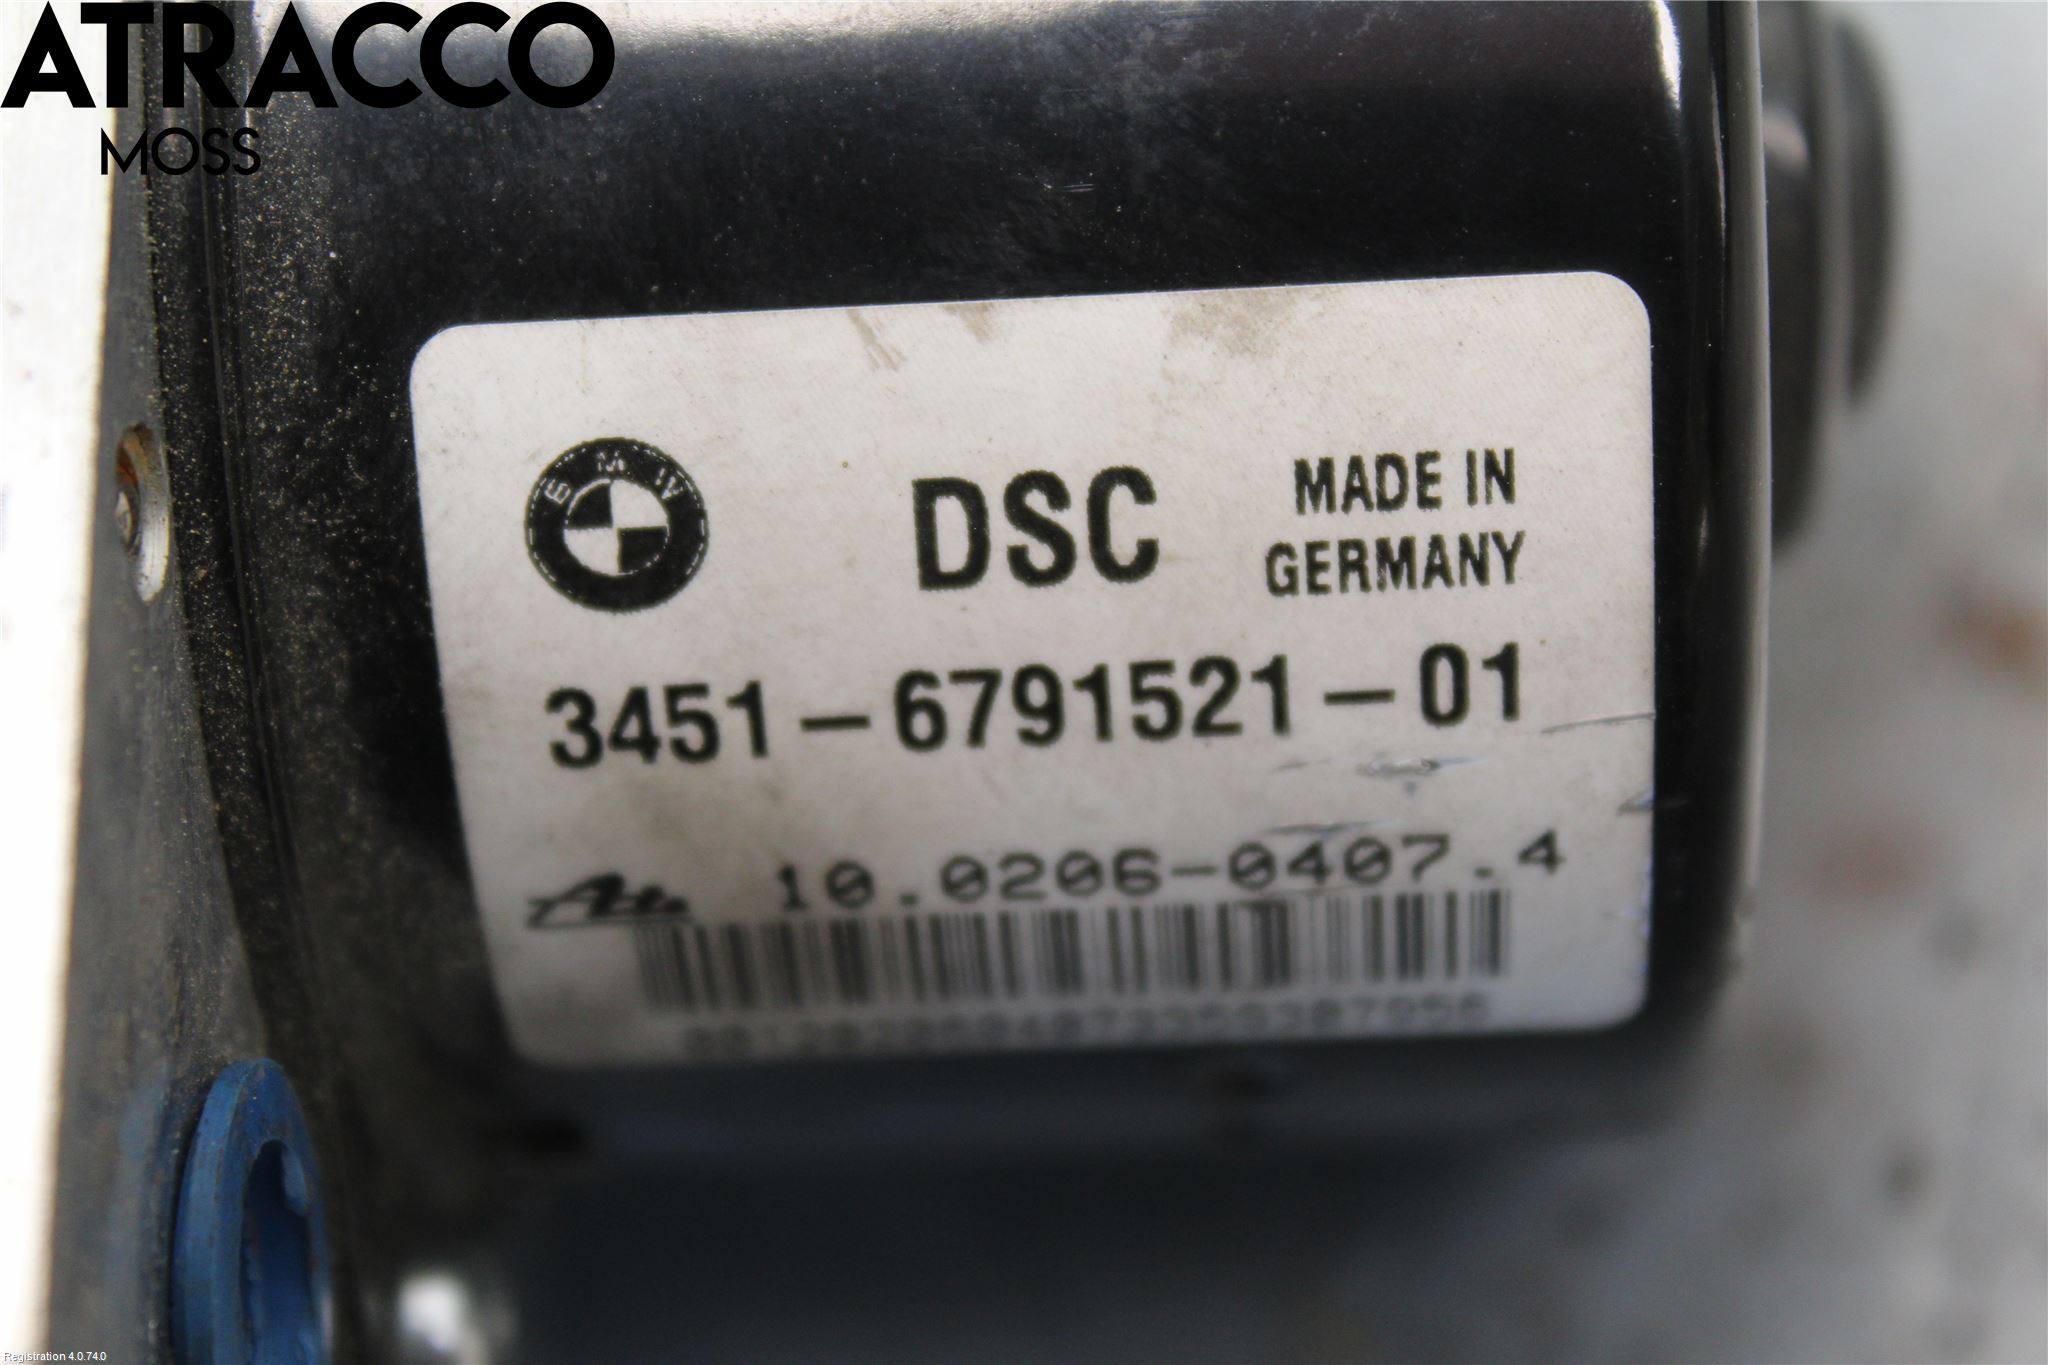 ATRACCO
MOSS
BMW
DSC
MADE IN
GERMANY
3451-6791521-01
Ate 10.0206-0407.4
Registration 4.0.74.0